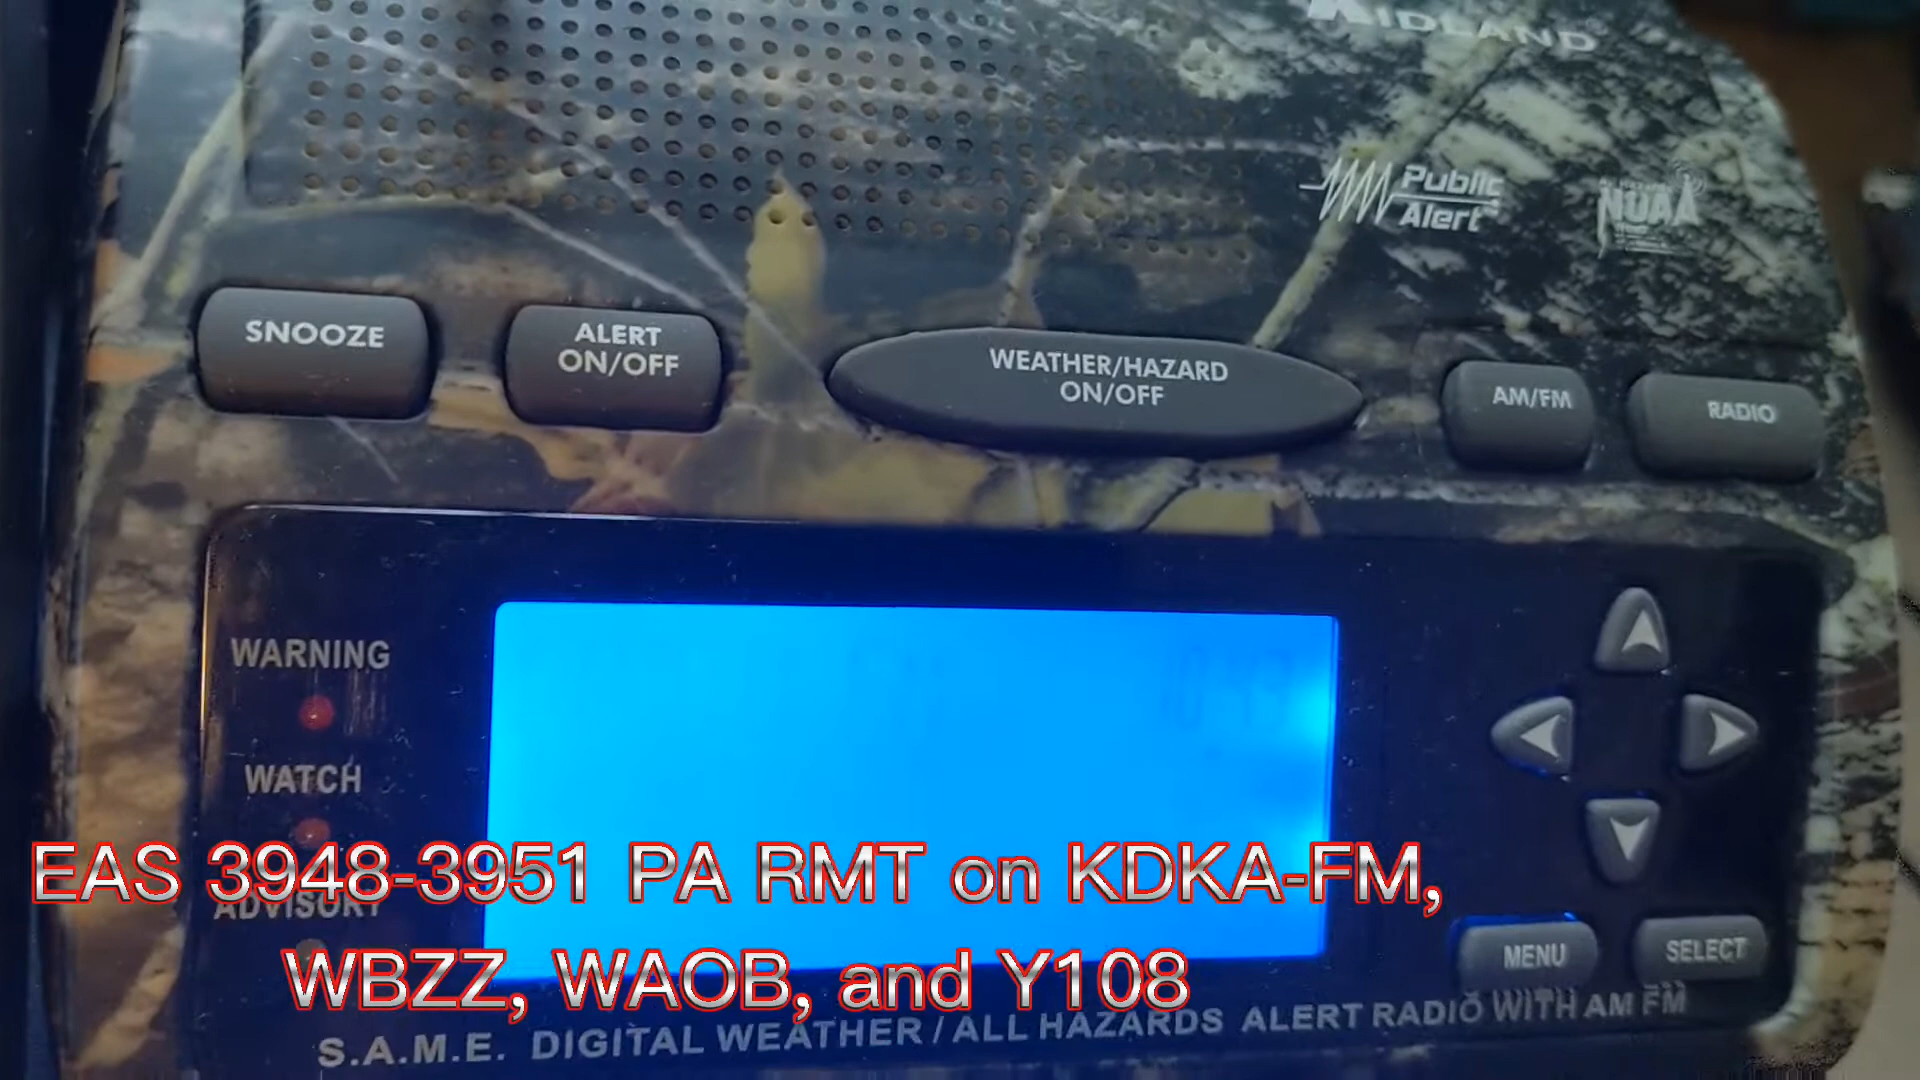 MIDLAND
Public
Alert
NOAA
SNOOZE
ALERT
ON/OFF
WEATHER/HAZARD
ON/OFF
AM/FM
RADIO
WARNING
WATCH
EAS 3948-3951 PA RMT on KDKA-FM,
ADVISORY
WBZZ, WAOB, and Y108
MENU
SELECT
S.A.M.E. DIGITAL WEATHER / ALL HAZARDS ALERT RADIO WITH AM FM